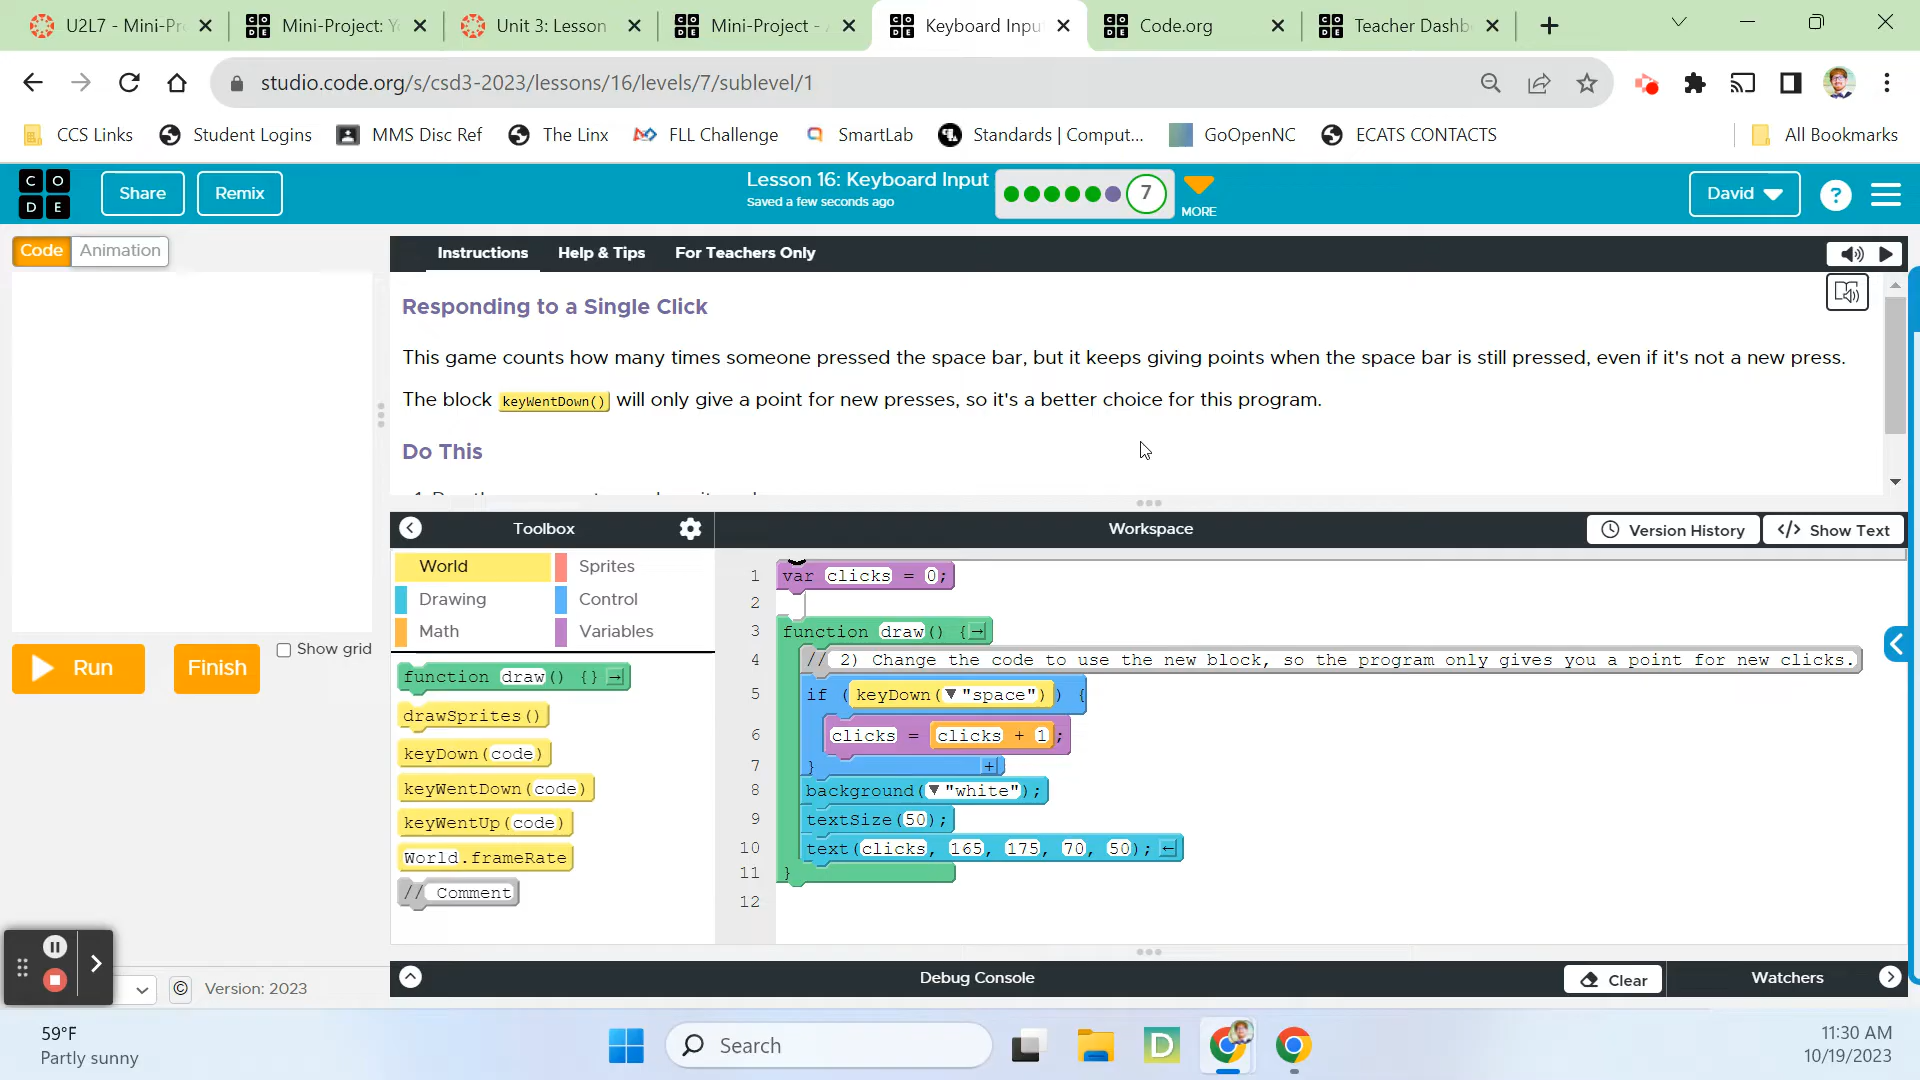 U2L7 - Mini-Pr
Mini-Project: Y
Unit 3: Lesson
Mini-Project - A
Keyboard Inpu
Code.org
Teacher Dashb
studio.code.org/s/csd3-2023/lessons/16/levels/7/sublevel/1
CCS Links
Student Logins
MMS Disc Ref
The Linx
FLL Challenge
SmartLab
Standards | Comput...
GoOpenNC
ECATS CONTACTS
All Bookmarks
C O
D E
Share
Remix
Lesson 16: Keyboard Input
Saved a few seconds ago
7
MORE
David
?
Code
Animation
Instructions
Help & Tips
For Teachers Only
Responding to a Single Click
This game counts how many times someone pressed the space bar, but it keeps giving points when the space bar is still pressed, even if it's not a new press.
The block keyWentDown() will only give a point for new presses, so it's a better choice for this program.
Do This
Run
Finish
Show grid
Toolbox
Workspace
Version History
</> Show Text
World
Sprites
Drawing
Control
Math
Variables
function draw() {}
drawSprites()
keyDown(code)
keyWentDown(code)
keyWentUp(code)
World.frameRate
// Comment
1 var clicks = 0;
2
3 function draw() {
4 // 2) Change the code to use the new block, so the program only gives you a point for new clicks.
5 if (keyDown("space")) {
6 clicks = clicks + 1;
7 } +
8 background("white");
9 textSize(50);
10 text(clicks, 165, 175, 70, 50);
11 }
12
© Version: 2023
Debug Console
Clear
Watchers
59°F
Partly sunny
Search
D
11:30 AM
10/19/2023